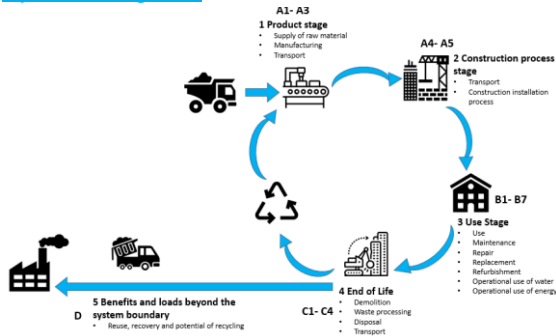 A1- A3
1 Product stage
• Supply of raw material
• Manufacturing
• Transport
A4- A5
2 Construction process
stage
• Transport
• Construction installation
process
B1- B7
3 Use Stage
• Use
• Maintenance
• Repair
• Replacement
• Refurbishment
• Operational use of water
• Operational use of energy
4 End of Life
C1- C4
• Demolition
• Waste processing
• Disposal
• Transport
5 Benefits and loads beyond the
D
system boundary
• Reuse, recovery and potential of recycling